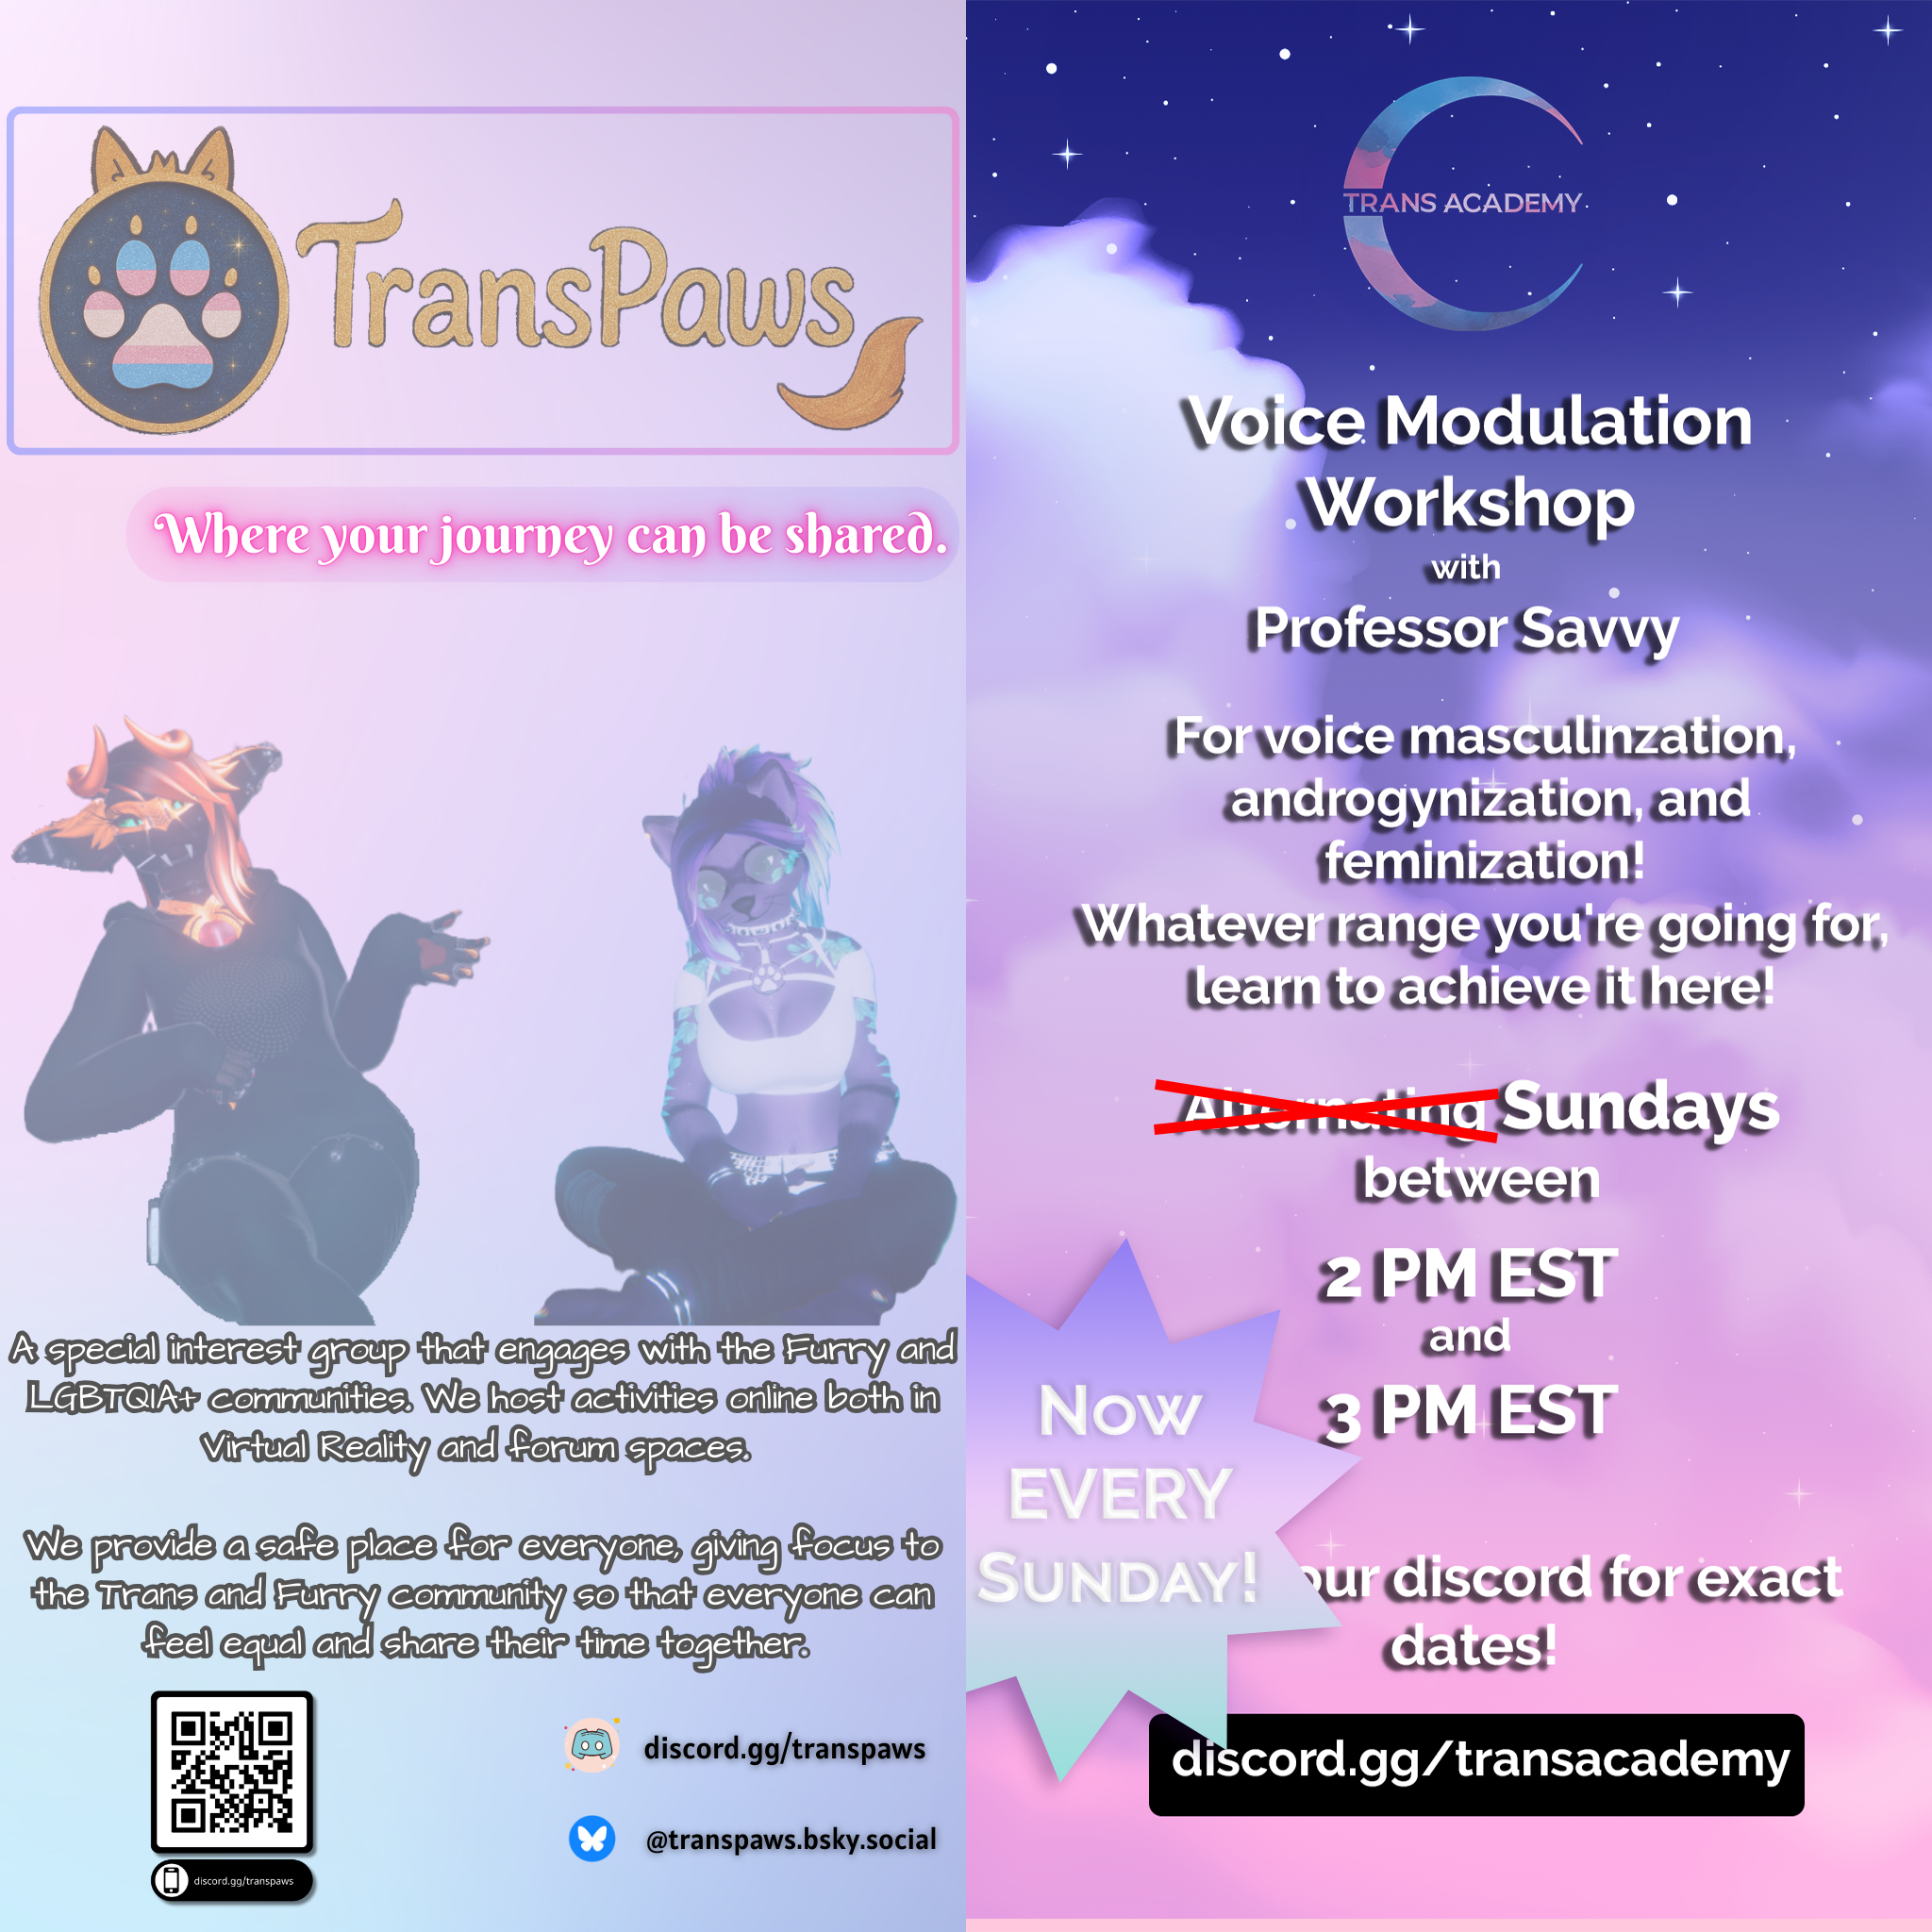 TransPaws
Where your journey can be shared.
A special interest group that engages with the Furry and
LGBTQIA+ communities. We host activities online both in
Virtual Reality and forum spaces.
We provide a safe place for everyone, giving focus to
the Trans and Furry community so that everyone can
feel equal and share their time together.
discord.gg/transpaws
@transpaws.bsky.social
discord.gg/transpaws
TRANS ACADEMY
Voice Modulation
Workshop
with
Professor Savvy
For voice masculinzation,
androgynization, and
feminization!
Whatever range you're going for,
learn to achieve it here!
Alternating Sundays
between
2 PM EST
and
3 PM EST
Now
EVERY
Sunday!
our discord for exact
dates!
discord.gg/transacademy